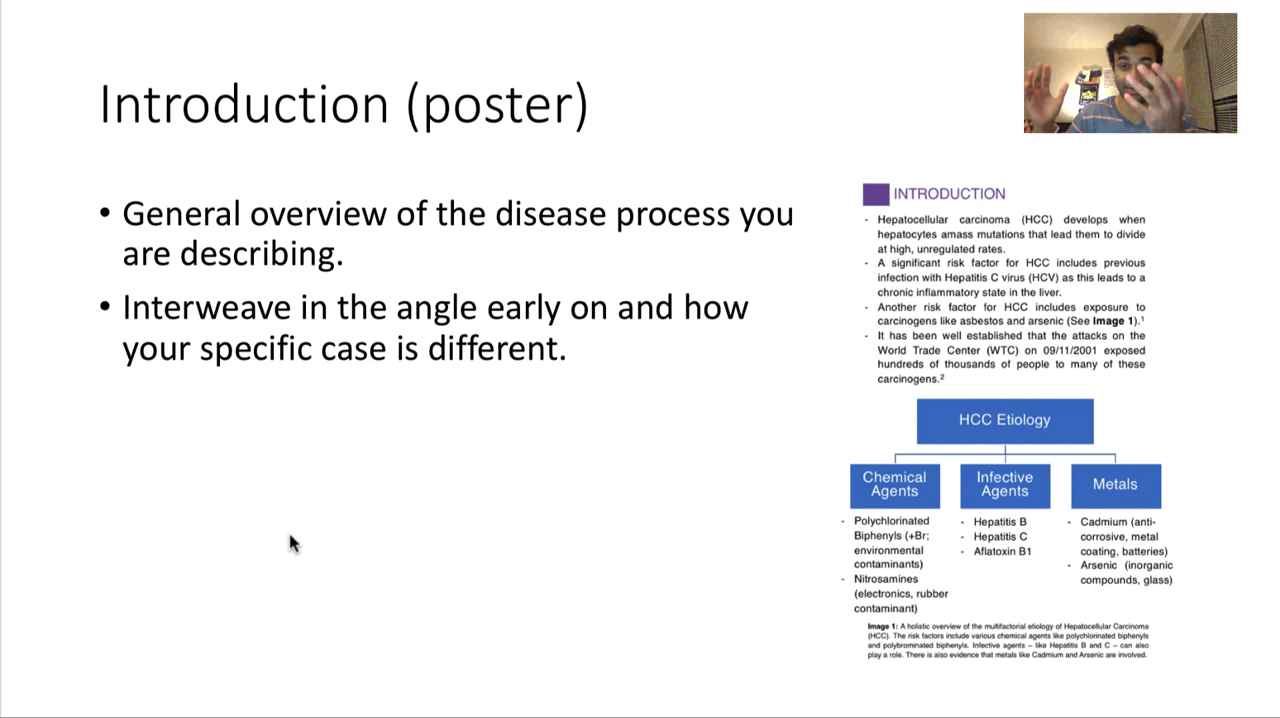 Introduction (poster)
• General overview of the disease process you
are describing.
• Interweave in the angle early on and how
your specific case is different.
INTRODUCTION
- Hepatocellular carcinoma (HCC) develops when
hepatocytes amass mutations that lead them to divide
at high, unregulated rates.
- A significant risk factor for HCC includes previous
infection with Hepatitis C virus (HCV) as this leads to a
chronic inflammatory state in the liver.
- Another risk factor for HCC includes exposure to
carcinogens like asbestos and arsenic (See Image 1).¹
- It has been well established that the attacks on the
World Trade Center (WTC) on 09/11/2001 exposed
hundreds of thousands of people to many of these
carcinogens.²
HCC Etiology
Chemical
Agents
- Polychlorinated
Biphenyls (+Br;
environmental
contaminants)
- Nitrosamines
(electronics, rubber
contaminant)
Infective
Agents
- Hepatitis B
- Hepatitis C
- Aflatoxin B1
Metals
- Cadmium (anti-
corrosive, metal
coating, batteries)
- Arsenic (inorganic
compounds, glass)
Image 1: A holistic overview of the multifactorial etiology of Hepatocellular Carcinoma
(HCC). The risk factors include various chemical agents like polychlorinated biphenyls
and polybrominated biphenyls. Infective agents – like Hepatitis B and C – can also
play a role. There is also evidence that metals like Cadmium and Arsenic are involved.